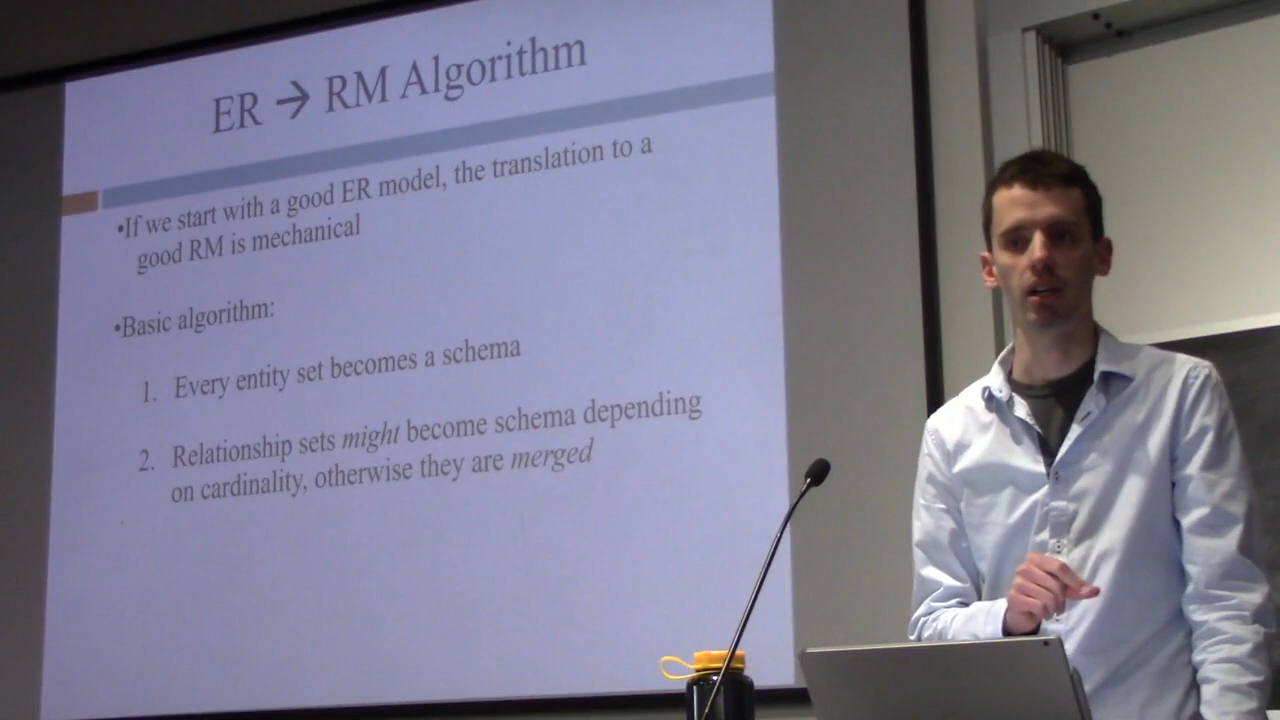 ER → RM Algorithm
•If we start with a good ER model, the translation to a
good RM is mechanical
•Basic algorithm:
1. Every entity set becomes a schema
2. Relationship sets might become schema depending
on cardinality, otherwise they are merged